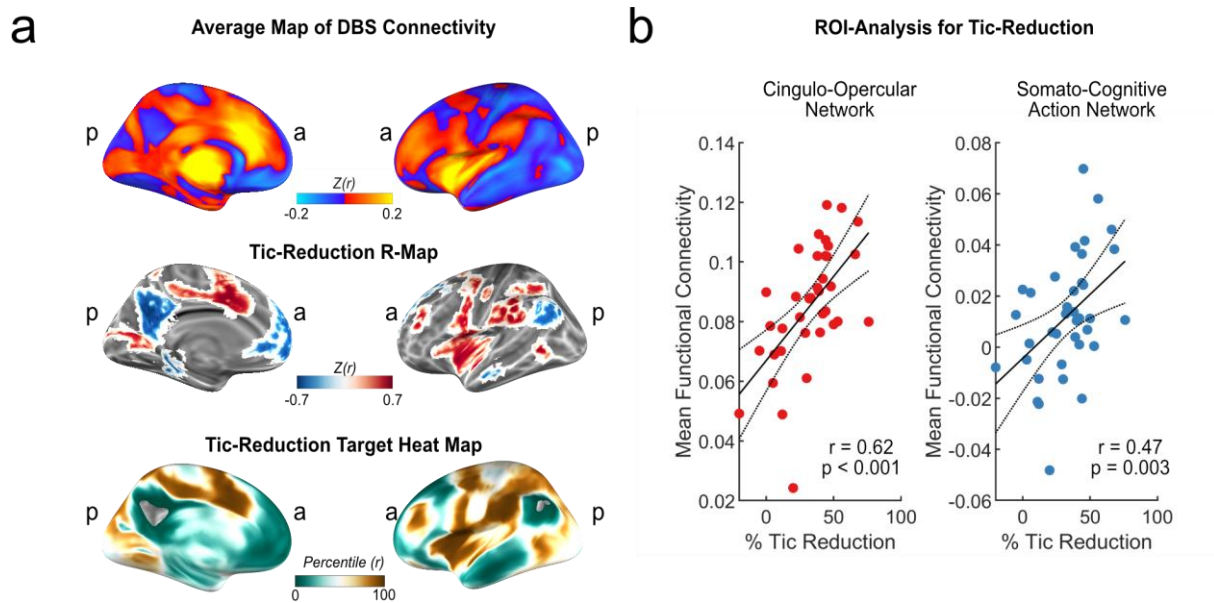 a
Average Map of DBS Connectivity
p
a
a
p
Z(r)
-0.2
0.2
Tic-Reduction R-Map
p
a
a
p
Z(r)
-0.7
0.7
Tic-Reduction Target Heat Map
p
a
a
p
Percentile (r)
0
100
b
ROI-Analysis for Tic-Reduction
Cingulo-Opercular
Network
Mean Functional Connectivity
0.14
0.12
0.1
0.08
0.06
0.04
0.02
r = 0.62
p < 0.001
0
50
100
% Tic Reduction
Somato-Cognitive
Action Network
Mean Functional Connectivity
0.08
0.06
0.04
0.02
0
-0.02
-0.04
-0.06
r = 0.47
p = 0.003
0
50
100
% Tic Reduction